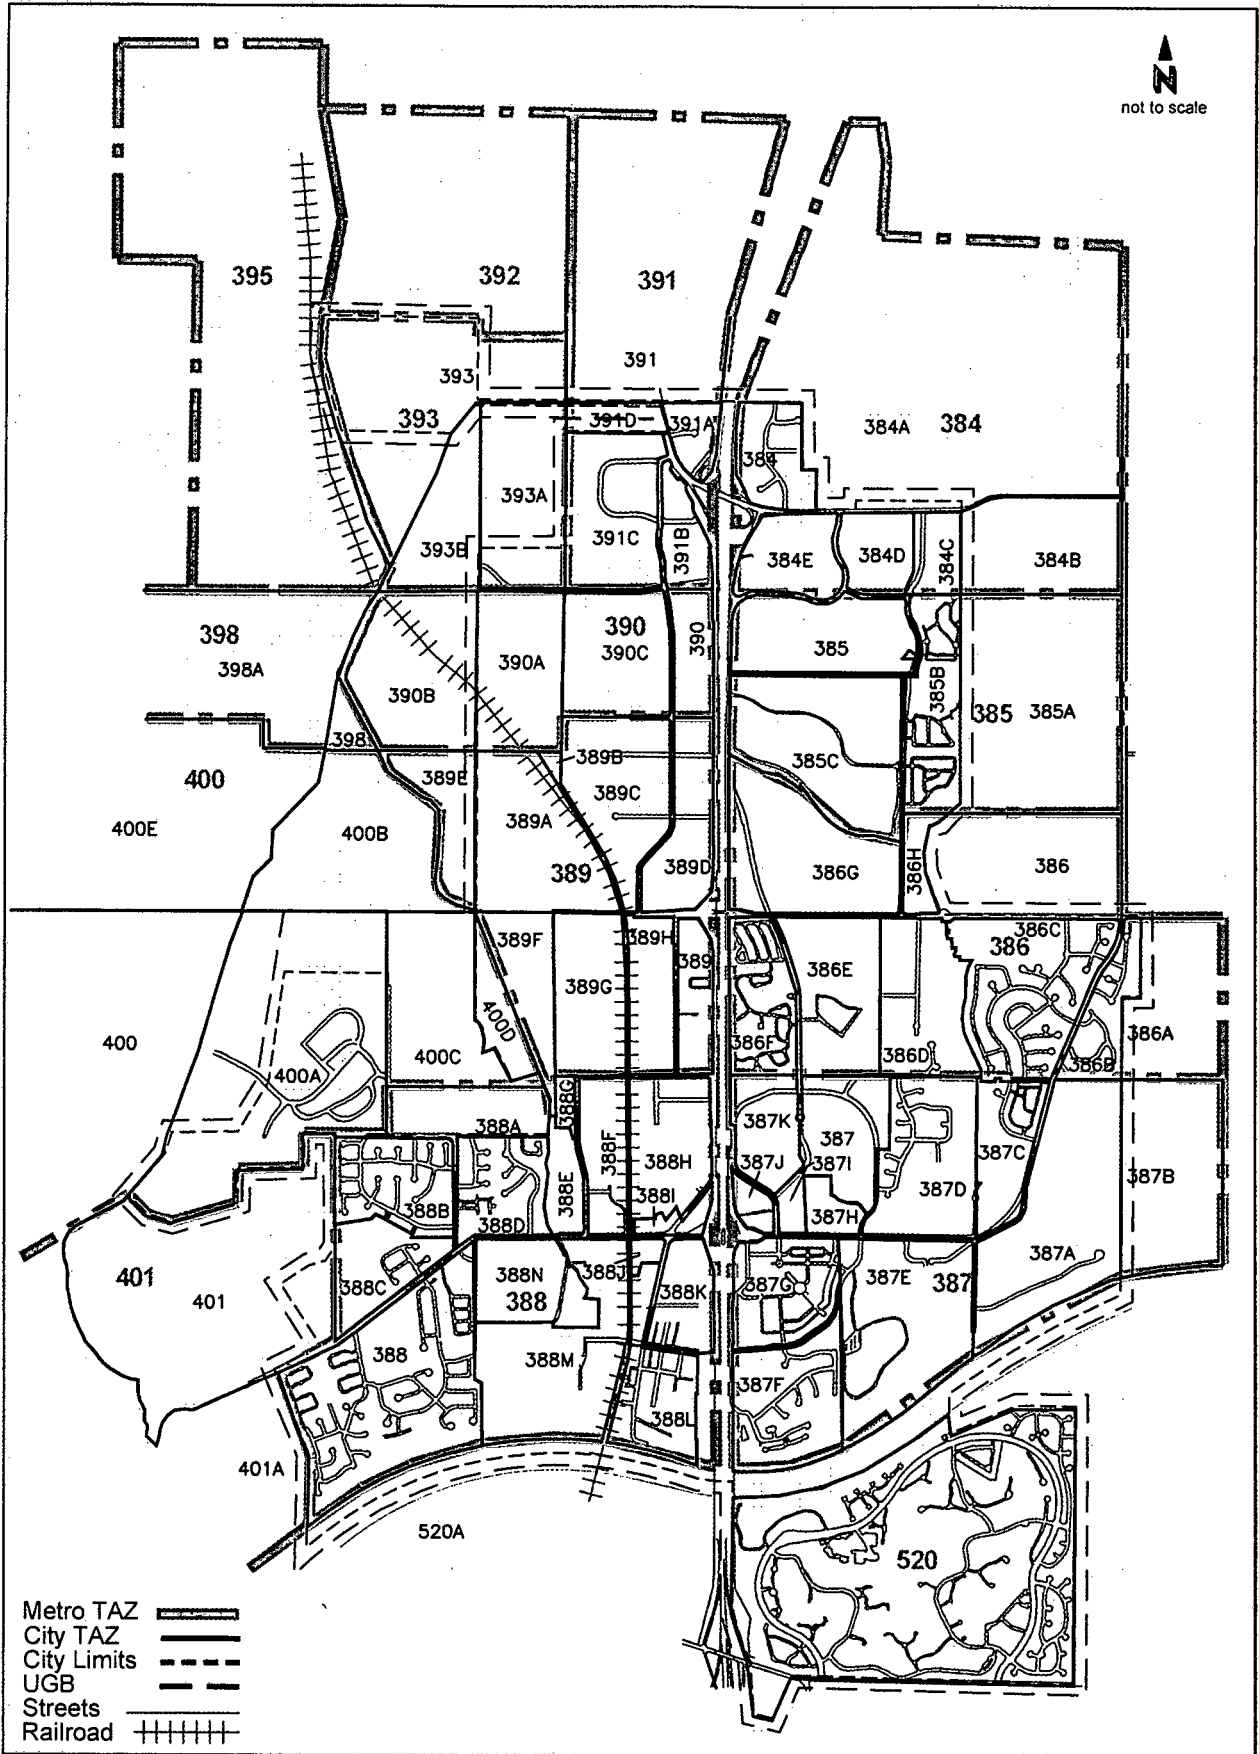 N
not to scale
395
392
391
391
393
393
384A
384
391D
391A
384
393A
391C
391B
393B
384E
384D
384C
384B
398
398A
390
390C
390
390A
390B
385
385B
385
385A
398
389B
385C
400
389E
389C
400E
400B
389A
389
389D
386G
386H
386
389F
389H
389
386C
386
386E
389G
400D
400
400C
400A
386F
386D
386B
386A
388G
388A
387K
387
388F
388H
387J
387I
387C
387B
388E
388I
387D
388B
388D
387H
401
401
388C
388N
388
388J
388K
387G
387E
387
387A
388
388M
387F
388L
401A
520A
520
Metro TAZ
City TAZ
City Limits
UGB
Streets
Railroad